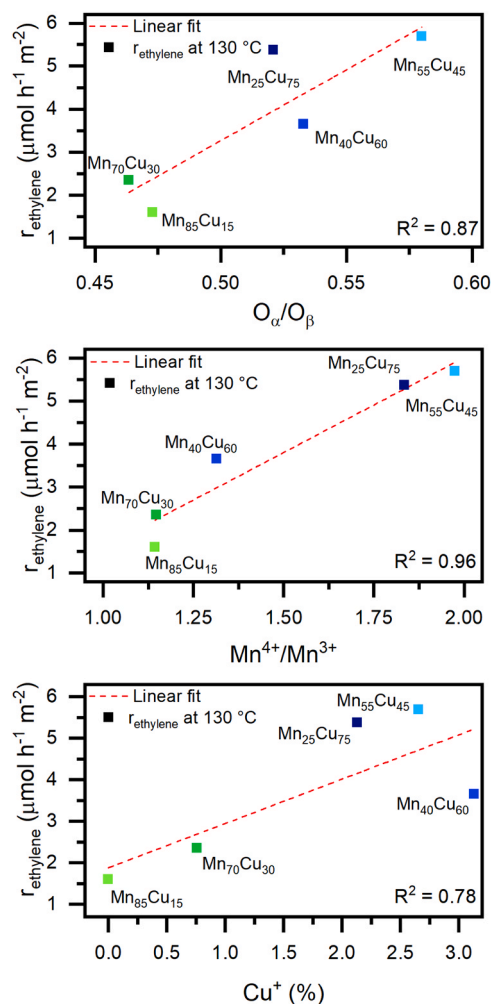 Linear fit
r_ethylene at 130 °C
Mn₂₅Cu₇₅
Mn₅₅Cu₄₅
Mn₄₀Cu₆₀
Mn₇₀Cu₃₀
Mn₈₅Cu₁₅
R² = 0.87
r_ethylene (μmol h⁻¹ m⁻²)
6
5
4
3
2
1
0.45 0.50 0.55 0.60
O_α/O_β
Linear fit
r_ethylene at 130 °C
Mn₂₅Cu₇₅
Mn₅₅Cu₄₅
Mn₄₀Cu₆₀
Mn₇₀Cu₃₀
Mn₈₅Cu₁₅
R² = 0.96
r_ethylene (μmol h⁻¹ m⁻²)
6
5
4
3
2
1
1.00 1.25 1.50 1.75 2.00
Mn⁴⁺/Mn³⁺
Linear fit
r_ethylene at 130 °C
Mn₅₅Cu₄₅
Mn₂₅Cu₇₅
Mn₄₀Cu₆₀
Mn₇₀Cu₃₀
Mn₈₅Cu₁₅
R² = 0.78
r_ethylene (μmol h⁻¹ m⁻²)
6
5
4
3
2
1
0.0 0.5 1.0 1.5 2.0 2.5 3.0
Cu⁺ (%)